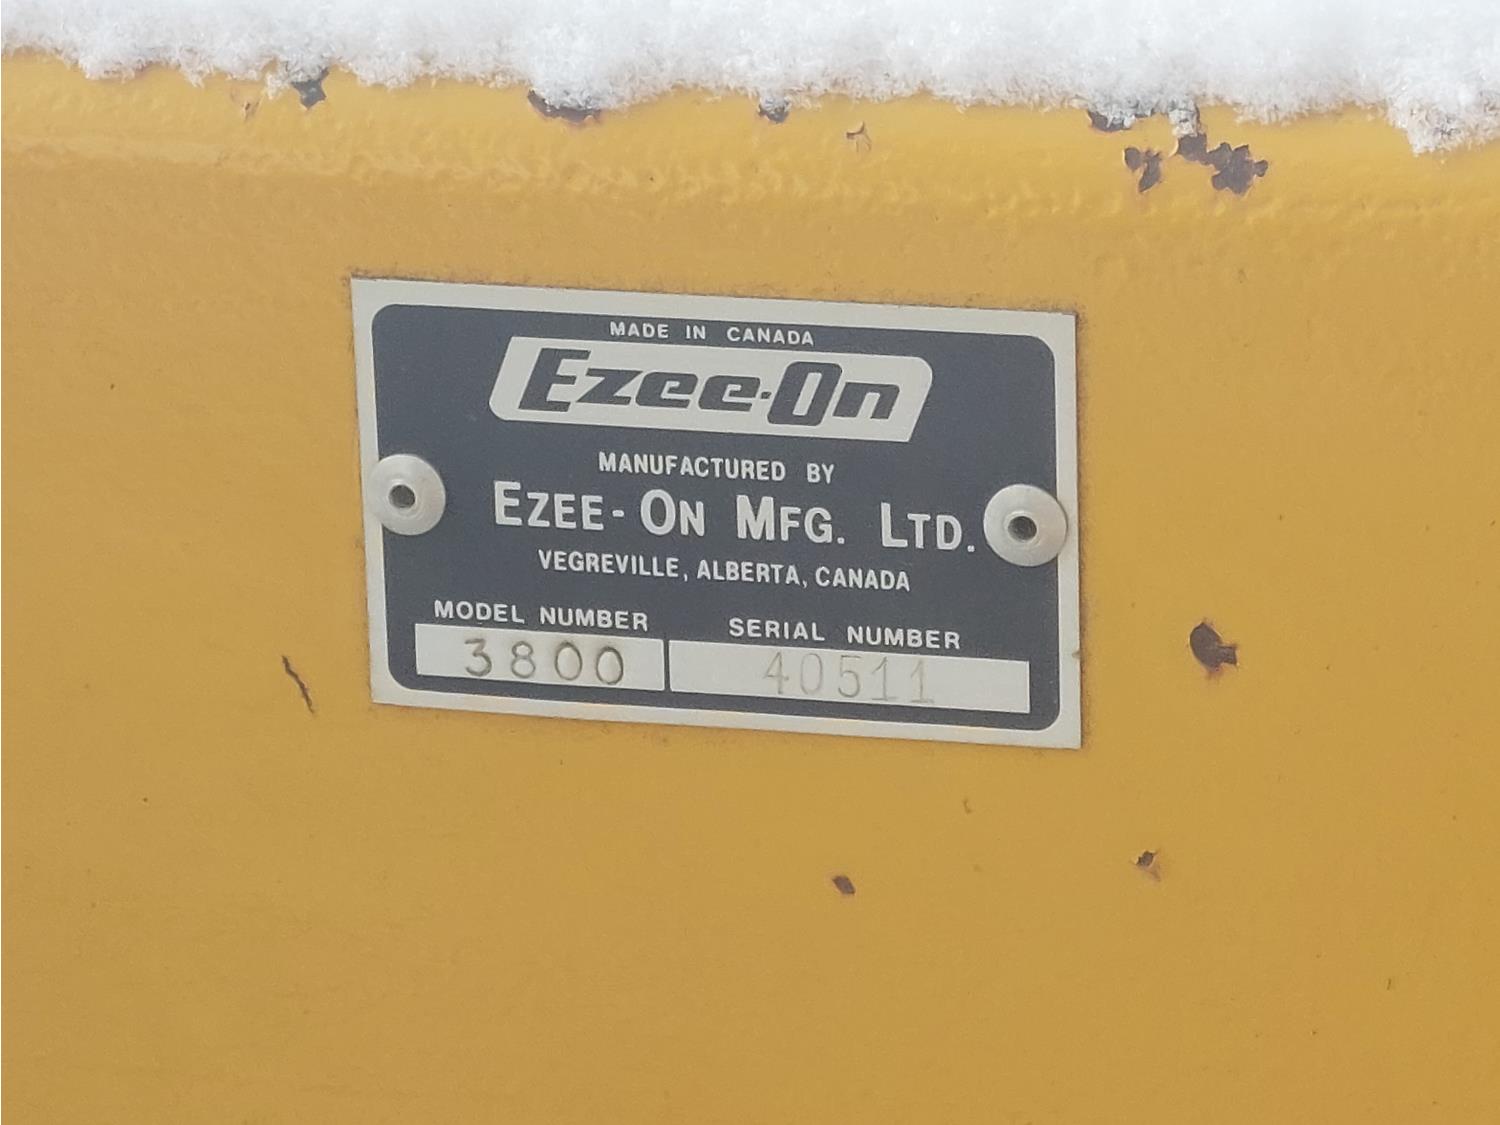 MADE IN CANADA
Ezee-On
MANUFACTURED BY
EZEE-ON MFG. LTD.
VEGREVILLE, ALBERTA, CANADA
MODEL NUMBER SERIAL NUMBER
3800 40511